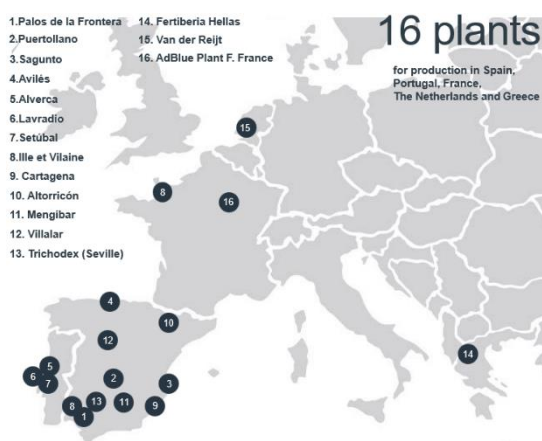 1.Palos de la Frontera
2.Puertollano
3.Sagunto
4.Avilés
5.Alverca
6.Lavradio
7.Setúbal
8.Ille et Vilaine
9. Cartagena
10. Altorricón
11. Mengibar
12. Villalar
13. Trichodex (Seville)
14. Fertiberia Hellas
15. Van der Reijt
16. AdBlue Plant F. France
16 plants
for production in Spain,
Portugal, France,
The Netherlands and Greece
15
8
16
4
10
12
14
5
6
7
2
3
8
13
11
9
1